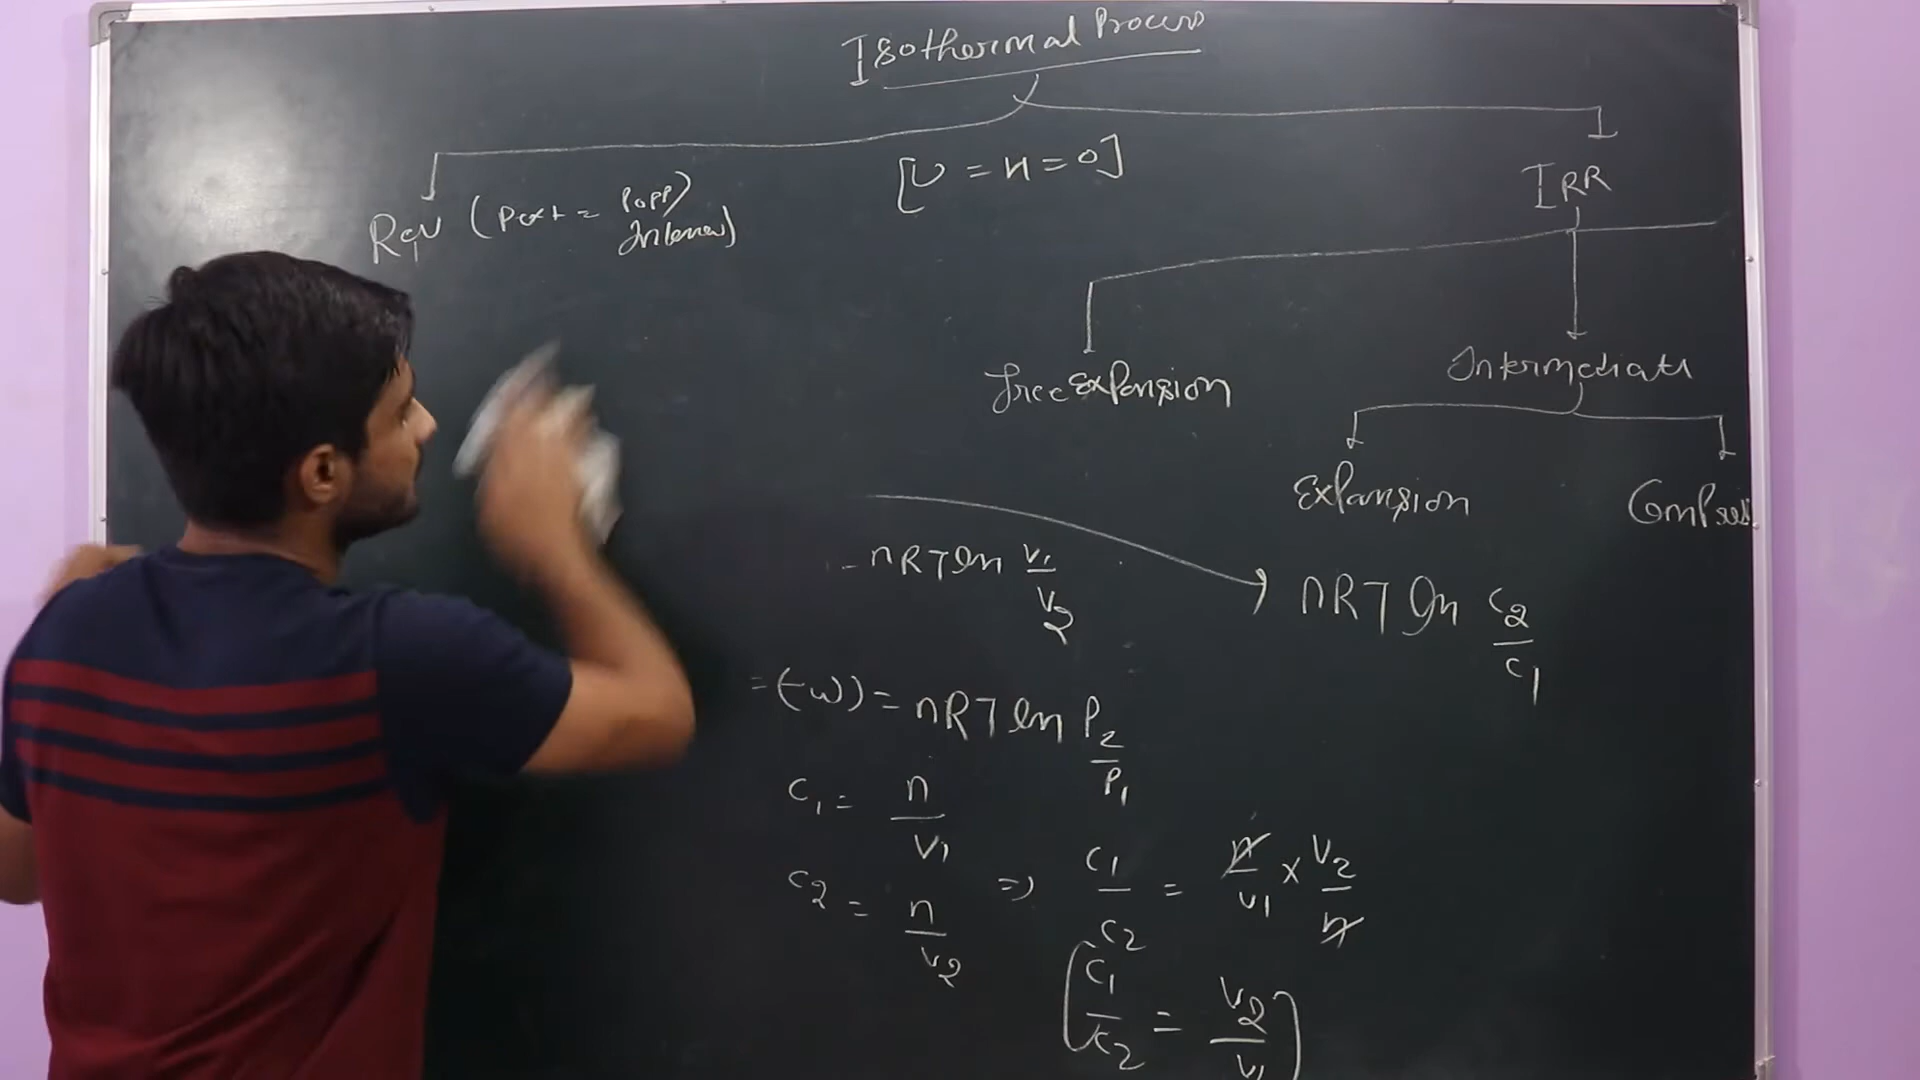 Isothermal Process
[U = H = 0]
Rev (Pext = Popp)
Internal)
IRR
free Expansion
Intermediate
Expansion
- nRT ln V1
V2
nRT ln C2
C1
= (-w) = nRT ln P2
P1
C1 = n
V1
C2 = n
V2
=> C1
C2
= n
V1
x V2
n
[C1
C2
= V2
V1]